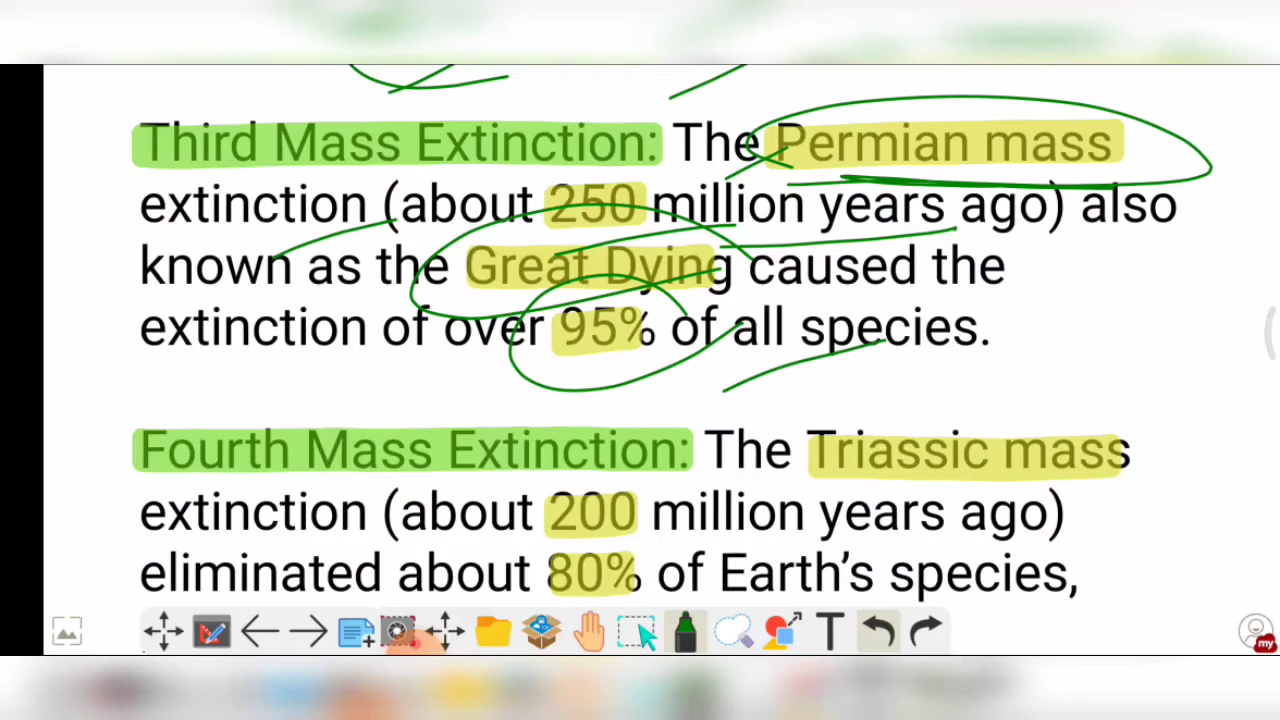 Third Mass Extinction: The Permian mass
extinction (about 250 million years ago) also
known as the Great Dying caused the
extinction of over 95% of all species.
Fourth Mass Extinction: The Triassic mass
extinction (about 200 million years ago)
eliminated about 80% of Earth’s species,
T
my